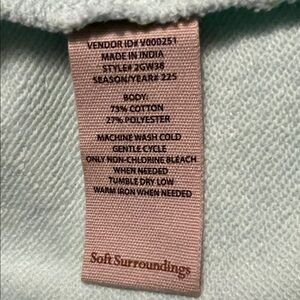 VENDOR ID# V000251
MADE IN INDIA
STYLE# 2GW38
SEASON/YEAR# 225
BODY:
73% COTTON
27% POLYESTER
MACHINE WASH COLD
GENTLE CYCLE
ONLY NON-CHLORINE BLEACH
WHEN NEEDED
TUMBLE DRY LOW
WARM IRON WHEN NEEDED
Soft Surroundings